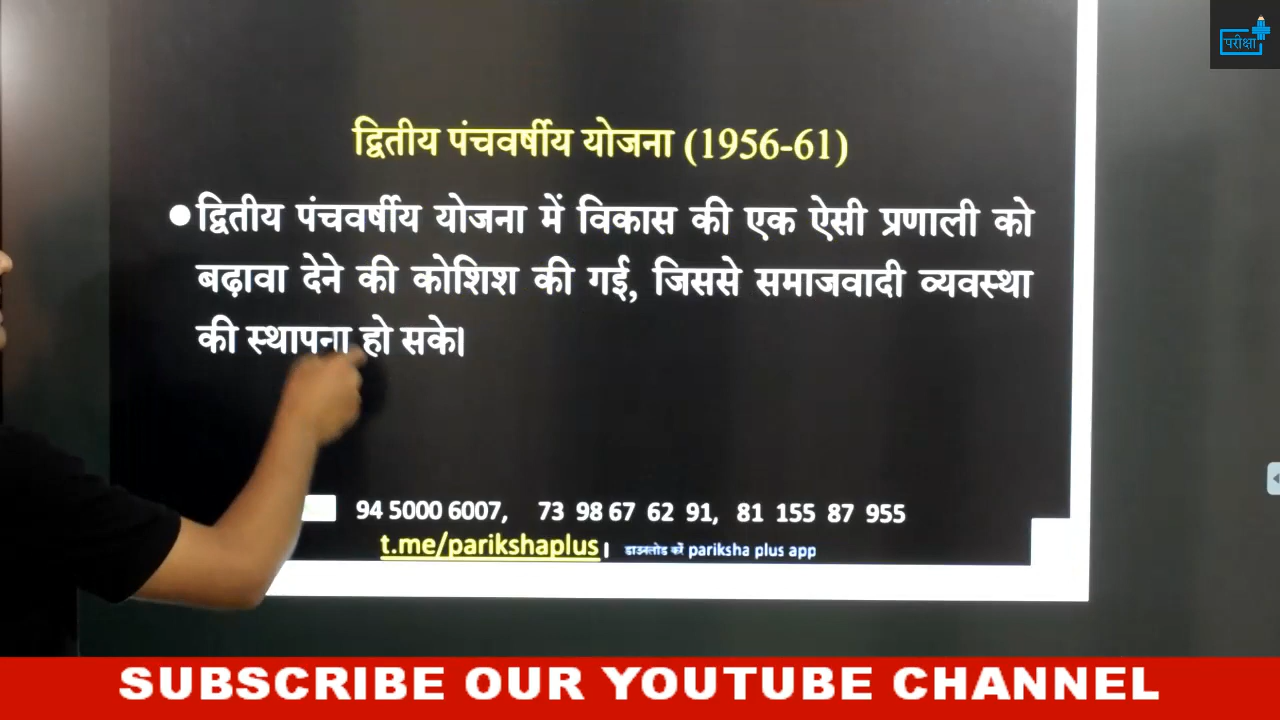 परीक्षा
द्वितीय पंचवर्षीय योजना (1956-61)
●द्वितीय पंचवर्षीय योजना में विकास की एक ऐसी प्रणाली को
बढ़ावा देने की कोशिश की गई, जिससे समाजवादी व्यवस्था
की स्थापना हो सके।
94 5000 6007, 73 98 67 62 91, 81 155 87 955
t.me/parikshaplus। डाउनलोड करें pariksha plus app
SUBSCRIBE OUR YOUTUBE CHANNEL